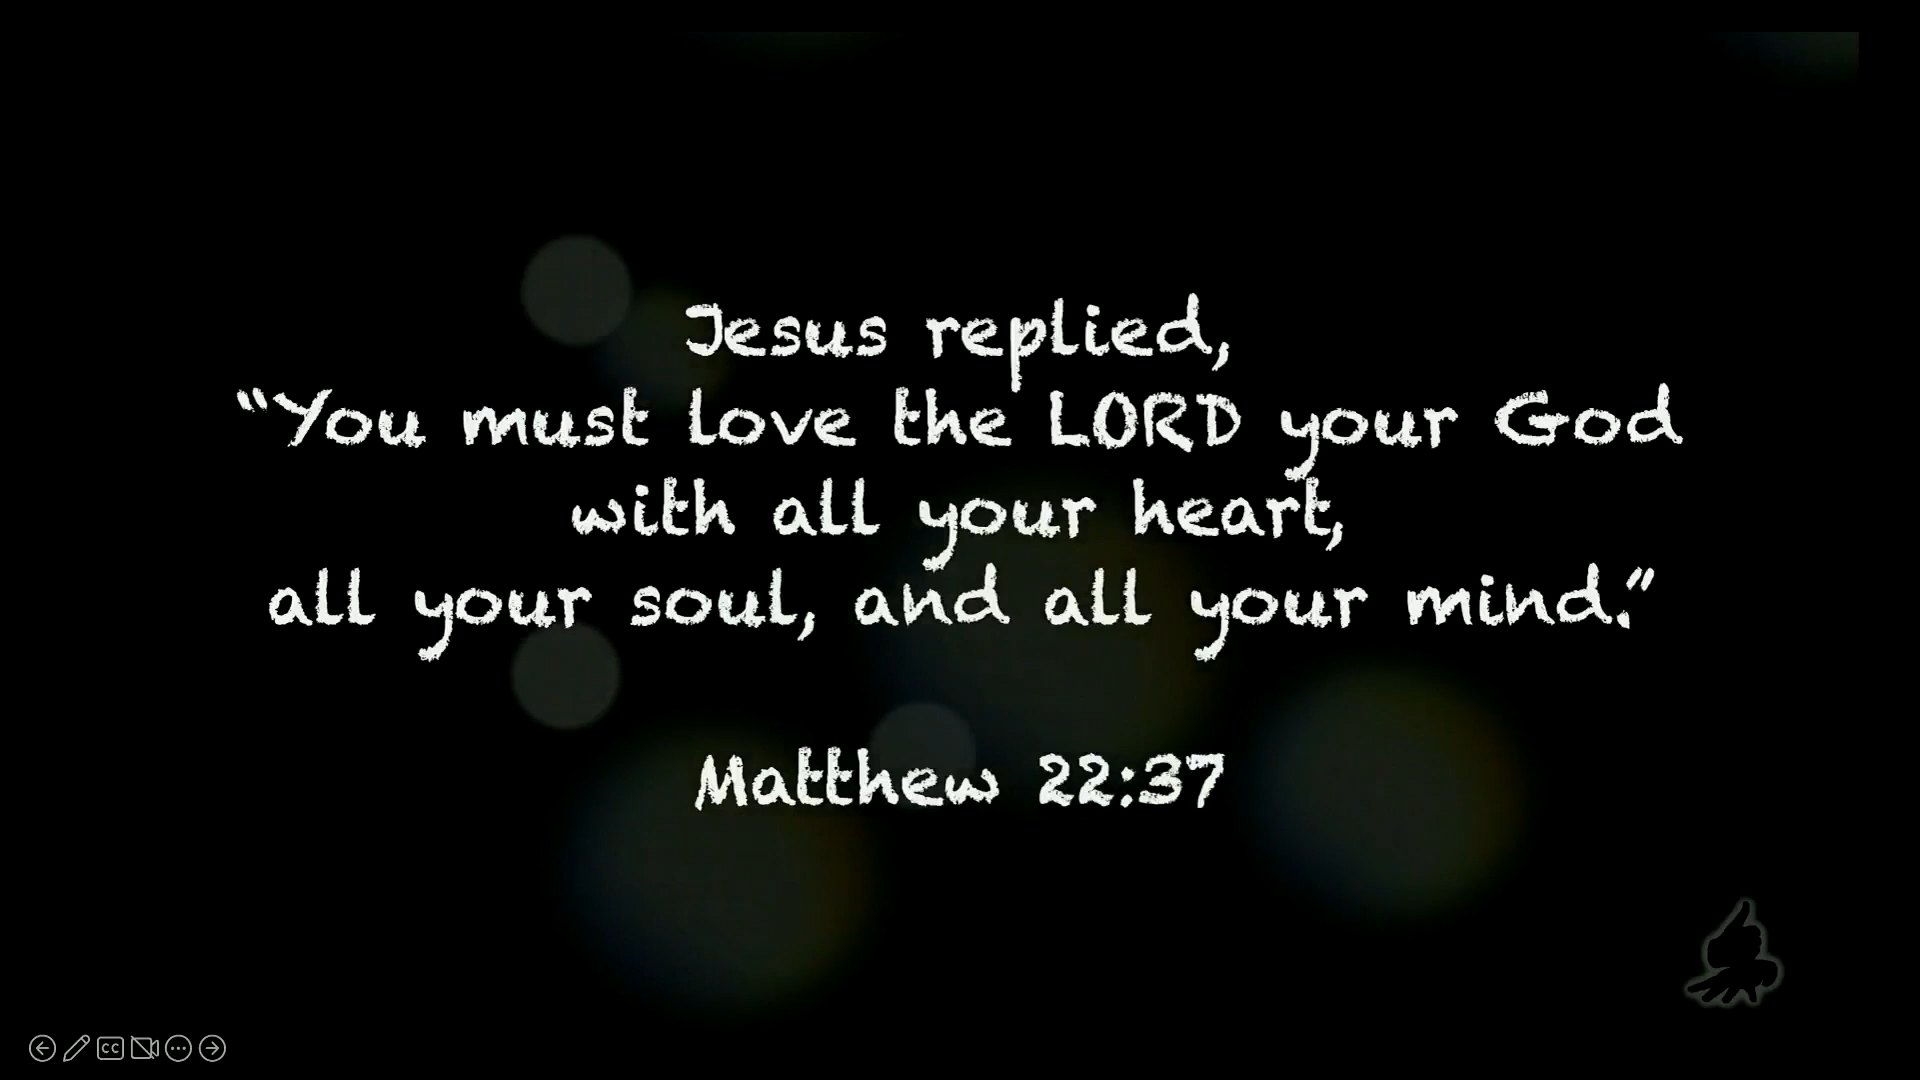 Jesus replied,
“You must love the LORD your God
with all your heart,
all your soul, and all your mind.”
Matthew 22:37
CC